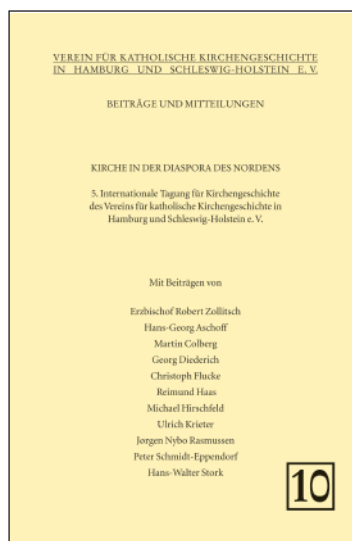 VEREIN FÜR KATHOLISCHE KIRCHENGESCHICHTE
IN HAMBURG UND SCHLESWIG-HOLSTEIN E. V.
BEITRÄGE UND MITTEILUNGEN
KIRCHE IN DER DIASPORA DES NORDENS
5. Internationale Tagung für Kirchengeschichte
des Vereins für katholische Kirchengeschichte in
Hamburg und Schleswig-Holstein e. V.
Mit Beiträgen von
Erzbischof Robert Zollitsch
Hans-Georg Aschoff
Martin Colberg
Georg Diederich
Christoph Flucke
Reimund Haas
Michael Hirschfeld
Ulrich Krieter
Jørgen Nybo Rasmussen
Peter Schmidt-Eppendorf
Hans-Walter Stork
10